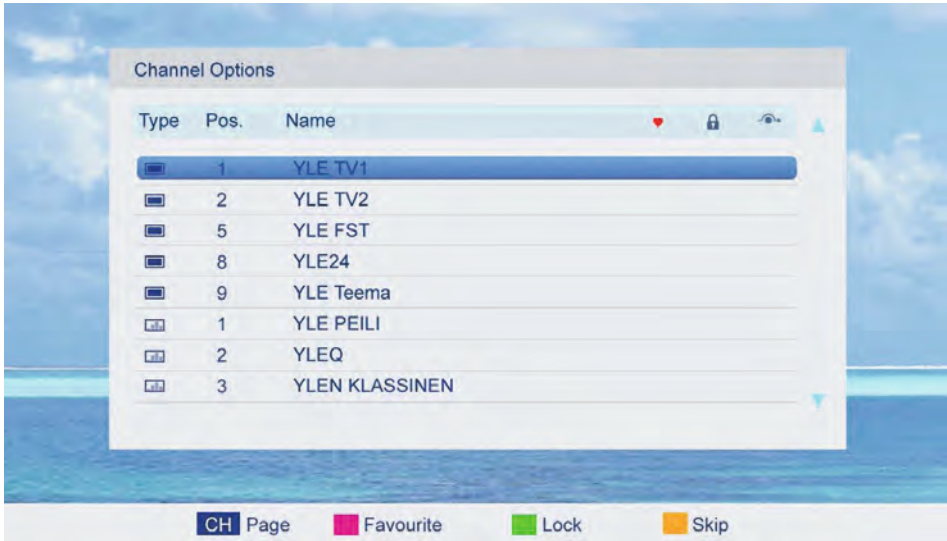 Channel Options
Type Pos. Name
1 YLE TV1
2 YLE TV2
5 YLE FST
8 YLE24
9 YLE Teema
1 YLE PEILI
2 YLEQ
3 YLEN KLASSINEN
CH Page Favourite Lock Skip